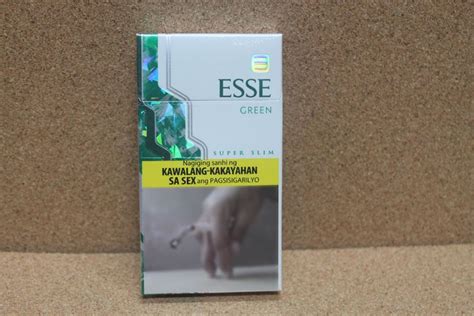 ESSE
GREEN
SUPER SLIM
Nagiging sanhi ng
KAWALANG-KAKAYAHAN
SA SEX ang PAGSISIGARILYO